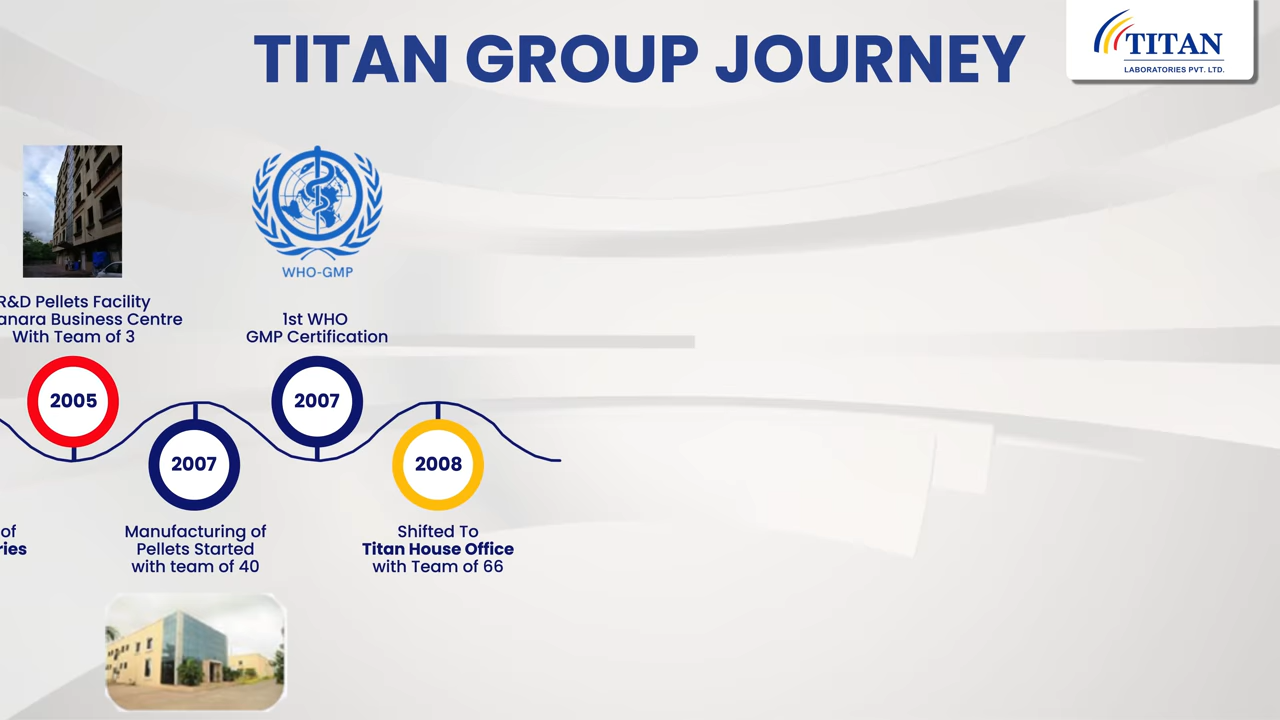 TITAN GROUP JOURNEY
TITAN
LABORATORIES PVT. LTD.
WHO-GMP
R&D Pellets Facility
Business Centre
With Team of 3
1st WHO
GMP Certification
2005
2007
2007
2008
of
Manufacturing of
Pellets Started
with team of 40
Shifted To
Titan House Office
with Team of 66